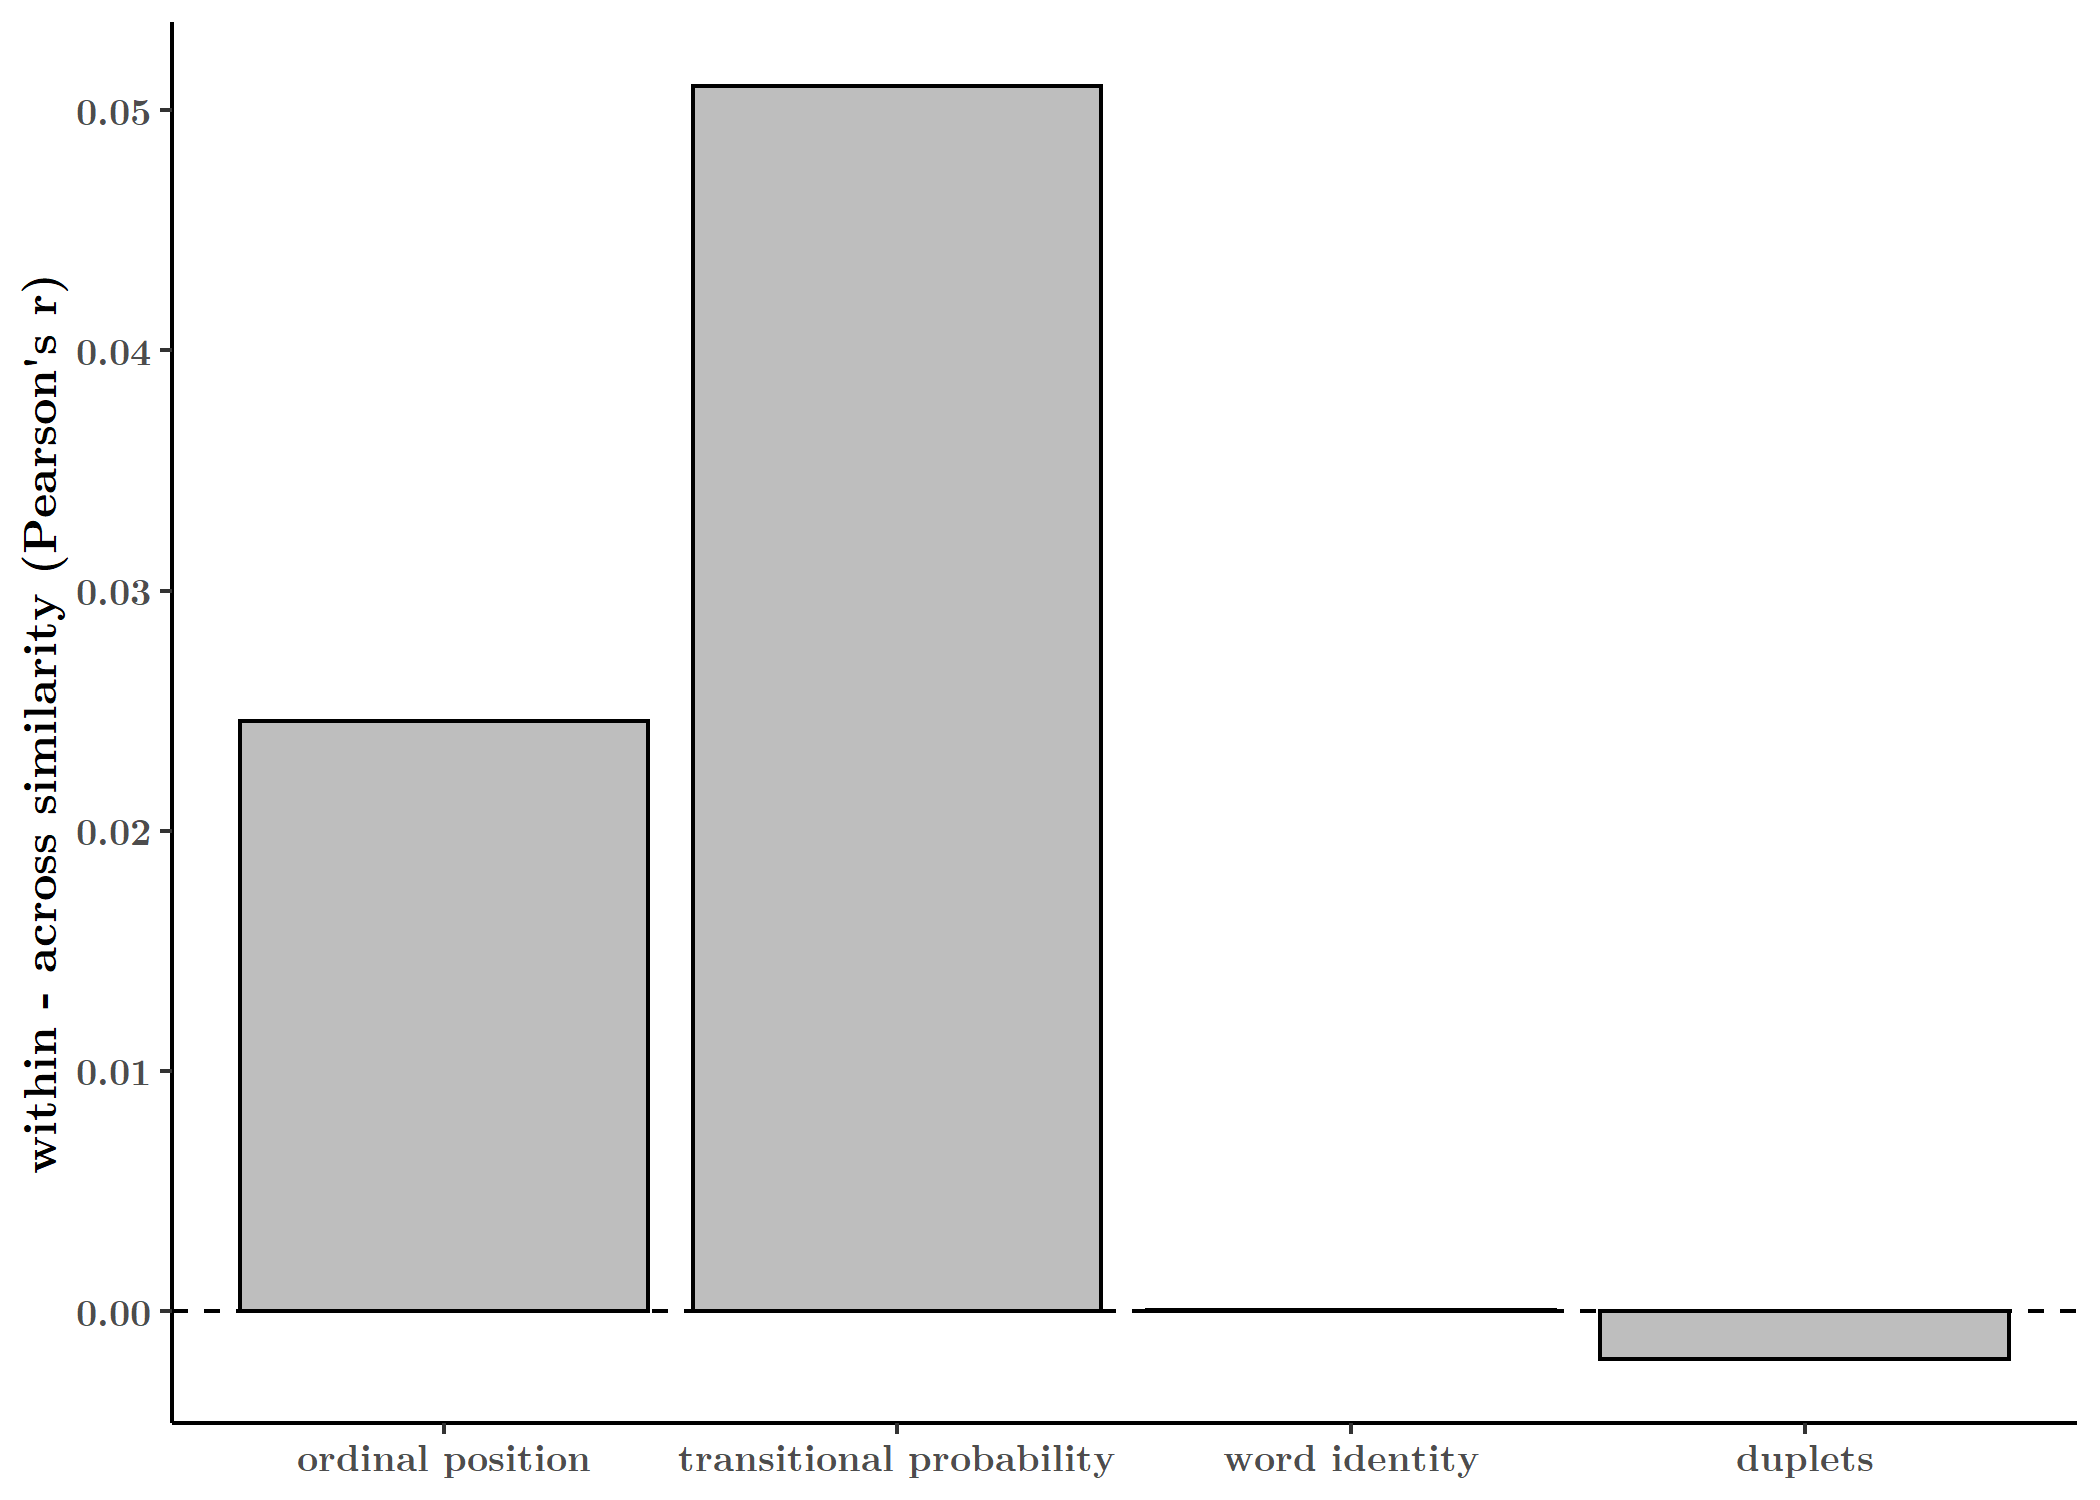 within - across similarity (Pearson's r)
0.05
0.04
0.03
0.02
0.01
0.00
ordinal position
transitional probability
word identity
duplets